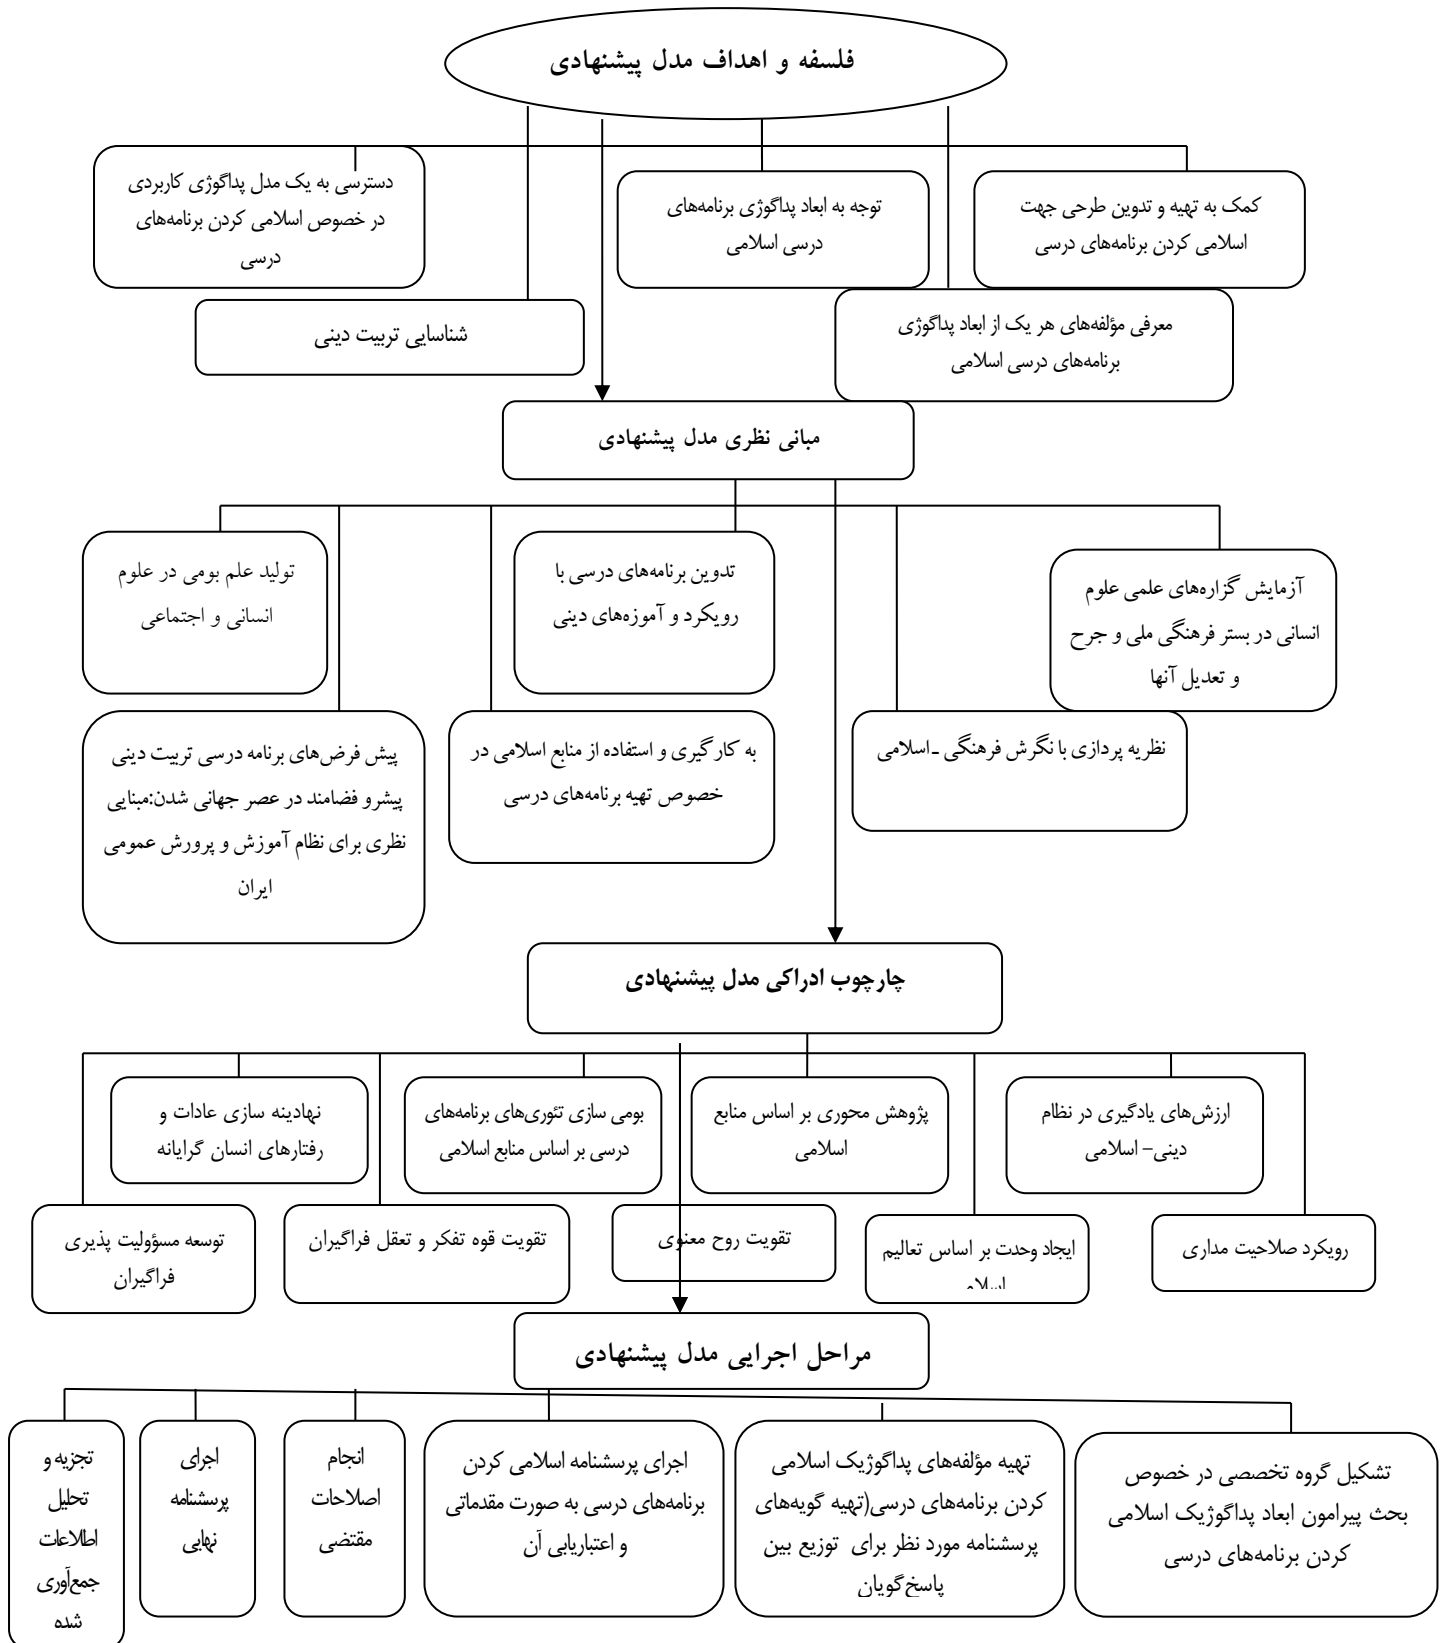 فلسفه و اهداف مدل پیشنهادی
کمک به تهیه و تدوین طرحی جهت
اسلامی کردن برنامه‌های درسی
توجه به ابعاد پداگوژی برنامه‌های
درسی اسلامی
دسترسی به یک مدل پداگوژی کاربردی
در خصوص اسلامی کردن برنامه‌های
درسی
معرفی مؤلفه‌های هر یک از ابعاد پداگوژی
برنامه‌های درسی اسلامی
شناسایی تربیت دینی
مبانی نظری مدل پیشنهادی
آزمایش گزاره‌های علمی علوم
انسانی در بستر فرهنگی ملی و جرح
و تعدیل آنها
تدوین برنامه‌های درسی با
رویکرد و آموزه‌های دینی
تولید علم بومی در علوم
انسانی و اجتماعی
نظریه پردازی با نگرش فرهنگی ـ اسلامی
به کارگیری و استفاده از منابع اسلامی در
خصوص تهیه برنامه‌های درسی
پیش فرض‌های برنامه درسی تربیت دینی
پیشرو فضامند در عصر جهانی شدن:مبنایی
نظری برای نظام آموزش و پرورش عمومی
ایران
چارچوب ادراکی مدل پیشنهادی
ارزش‌های یادگیری در نظام
دینی– اسلامی
پژوهش محوری بر اساس منابع
اسلامی
بومی سازی تئوری‌های برنامه‌های
درسی بر اساس منابع اسلامی
نهادینه سازی عادات و
رفتارهای انسان گرایانه
رویکرد صلاحیت مداری
ایجاد وحدت بر اساس تعالیم
اسلام
تقویت روح معنوی
تقویت قوه تفکر و تعقل فراگیران
توسعه مسؤولیت پذیری
فراگیران
مراحل اجرایی مدل پیشنهادی
تشکیل گروه تخصصی در خصوص
بحث پیرامون ابعاد پداگوژیک اسلامی
کردن برنامه‌های درسی
تهیه مؤلفه‌های پداگوژیک اسلامی
کردن برنامه‌های درسی(تهیه گویه‌های
پرسشنامه مورد نظر برای توزیع بین
پاسخ‌گویان
اجرای پرسشنامه اسلامی کردن
برنامه‌های درسی به صورت مقدماتی
و اعتباریابی آن
انجام
اصلاحات
مقتضی
اجرای
پرسشنامه
نهایی
تجزیه و
تحلیل
اطلاعات
جمع‌آوری
شده